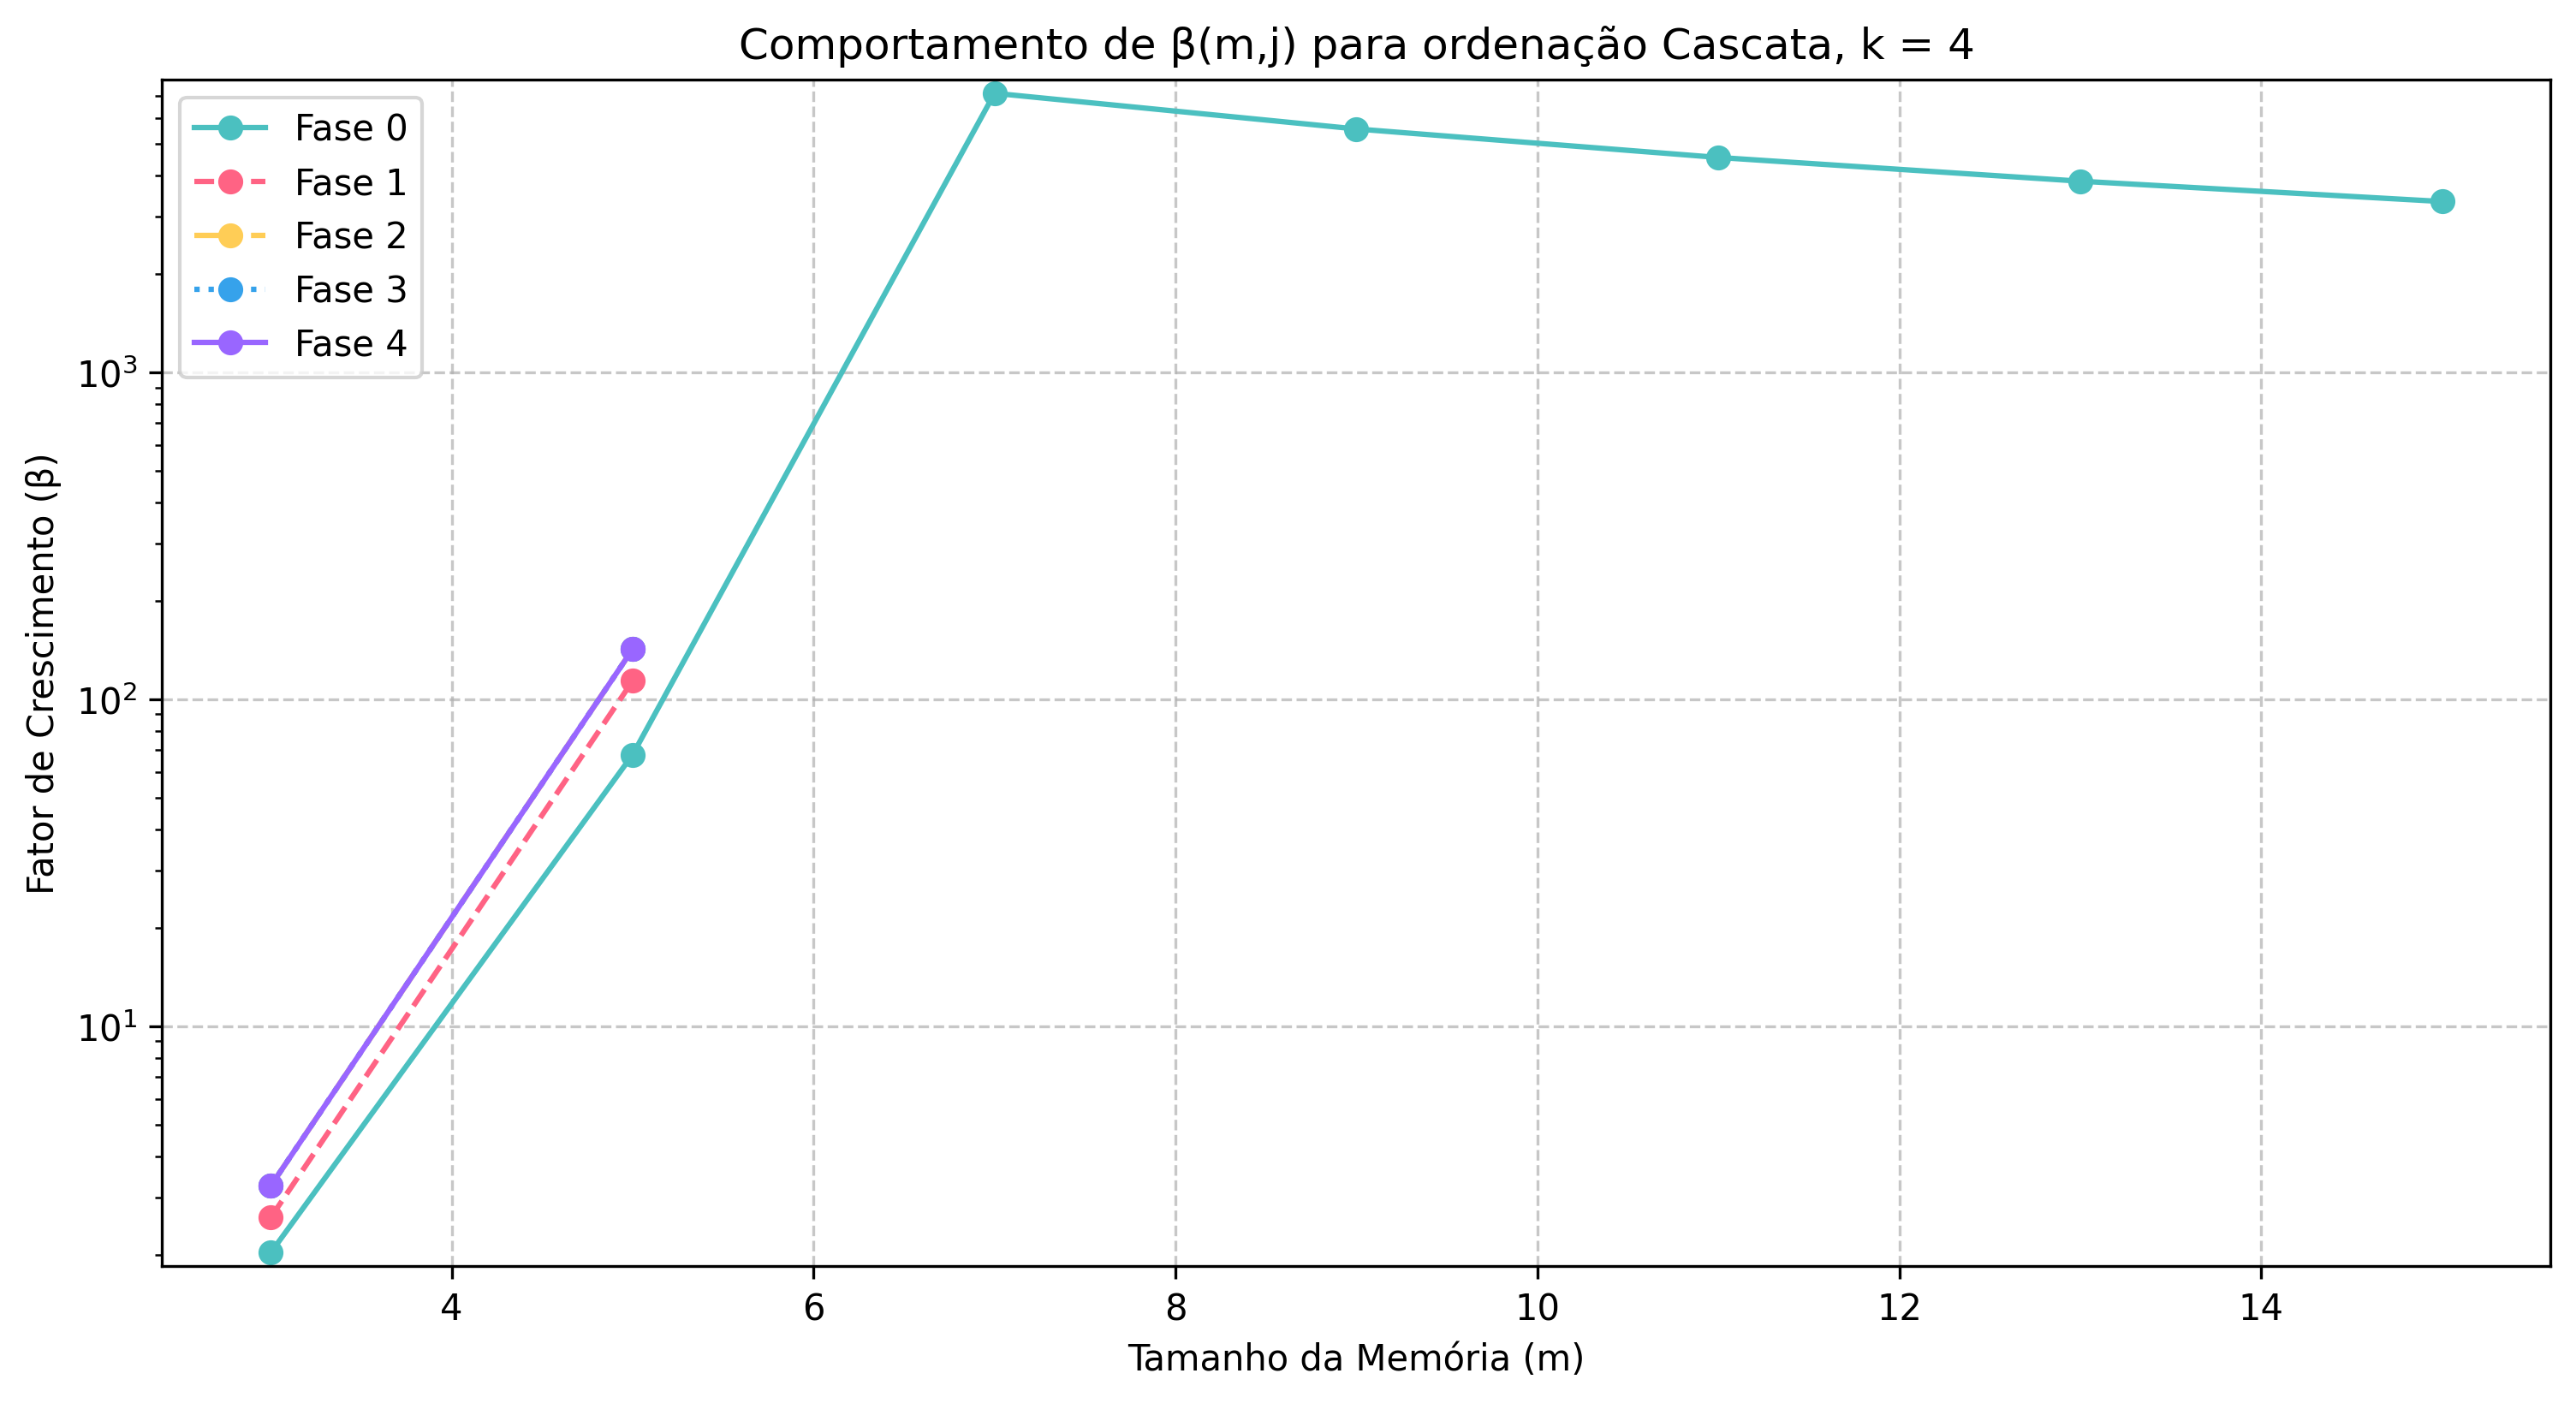 Comportamento de β(m,j) para ordenação Cascata, k = 4
Fase 0
Fase 1
Fase 2
Fase 3
Fase 4
10³
10²
10¹
Fator de Crescimento (β)
4 6 8 10 12 14
Tamanho da Memória (m)